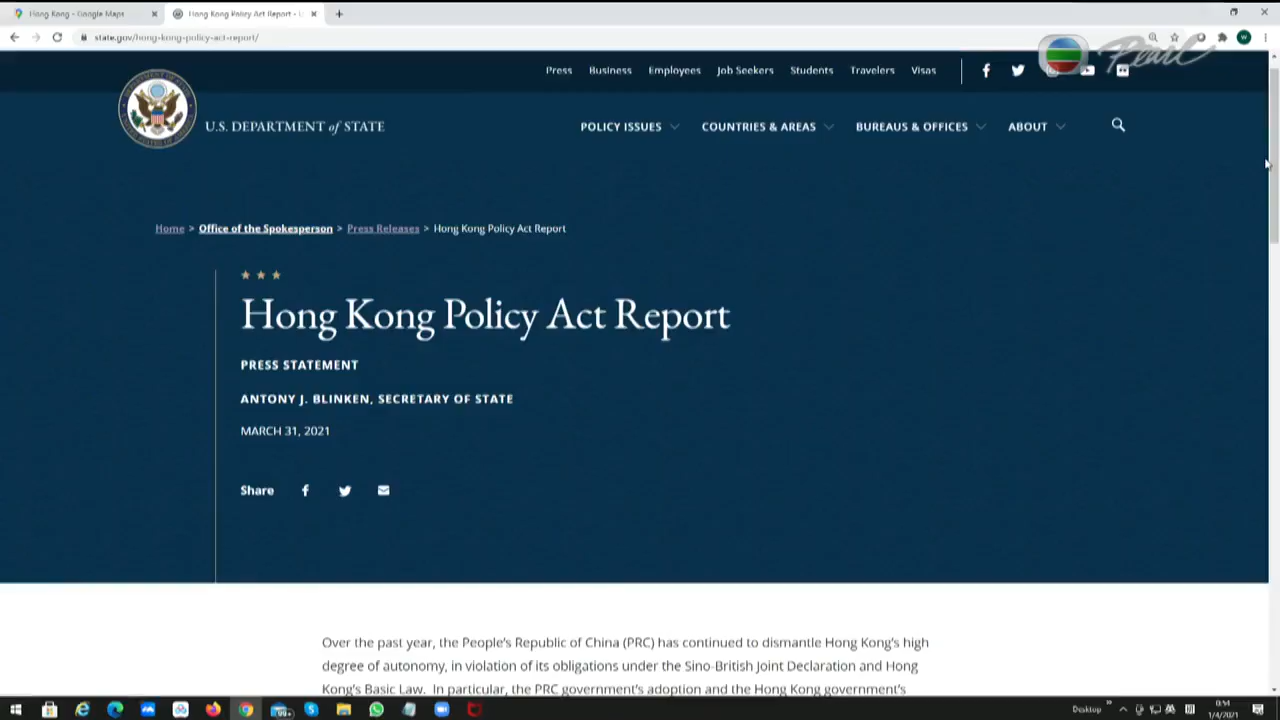 Hong Kong - Google Maps
Hong Kong Policy Act Report -
state.gov/hong-kong-policy-act-report/
W
Pearl
Press Business Employees Job Seekers Students Travelers Visas
U.S. DEPARTMENT of STATE
POLICY ISSUES COUNTRIES & AREAS BUREAUS & OFFICES ABOUT
Home > Office of the Spokesperson > Press Releases > Hong Kong Policy Act Report
Hong Kong Policy Act Report
PRESS STATEMENT
ANTONY J. BLINKEN, SECRETARY OF STATE
MARCH 31, 2021
Share
Over the past year, the People's Republic of China (PRC) has continued to dismantle Hong Kong's high
degree of autonomy, in violation of its obligations under the Sino-British Joint Declaration and Hong
Kong's Basic Law. In particular, the PRC government's adoption and the Hong Kong government's
99+
Desktop
1/4/2021